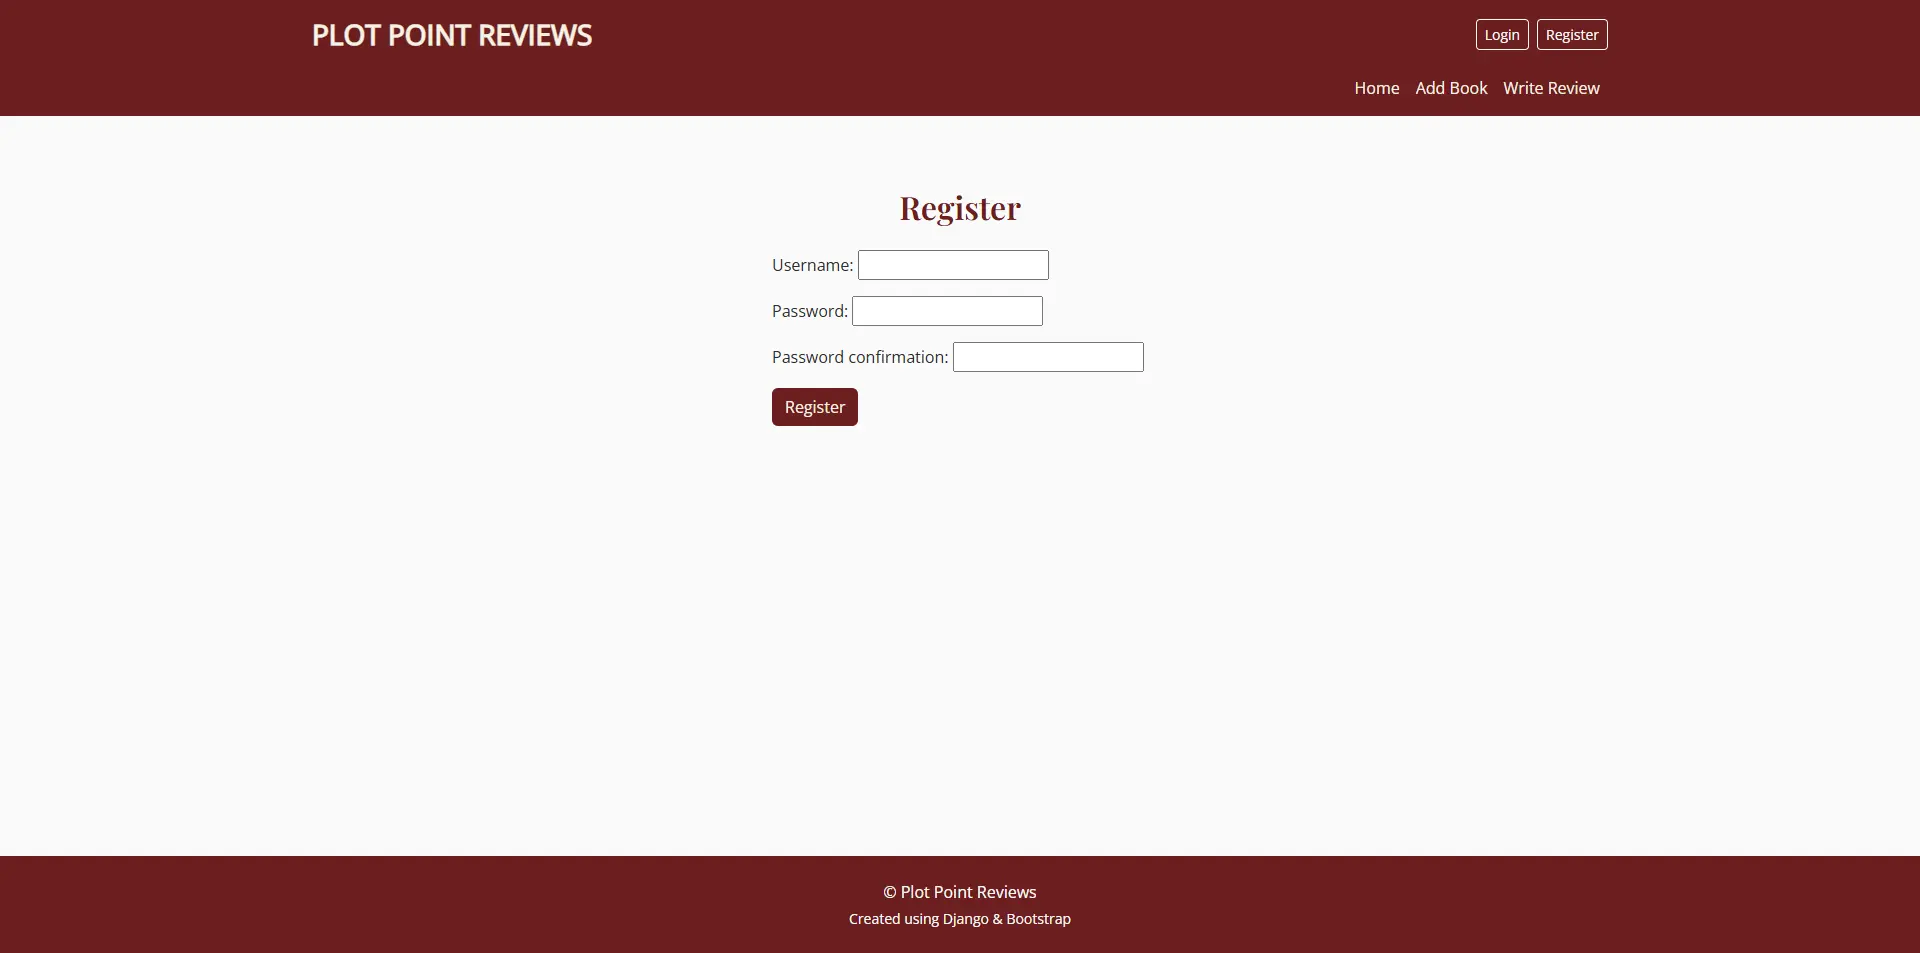 PLOT POINT REVIEWS
Login Register
Home Add Book Write Review
Register
Username:
Password:
Password confirmation:
Register
© Plot Point Reviews
Created using Django & Bootstrap